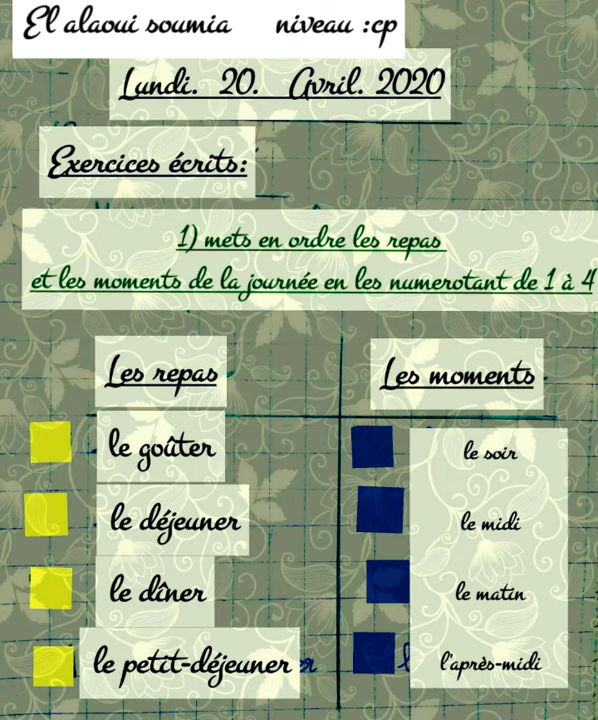 El alaoui soumia niveau :cp
Lundi. 20. Avril. 2020
Exercices écrits:
1) mets en ordre les repas
et les moments de la journée en les numerotant de 1 à 4
Les repas Les moments
le goûter le soir
le déjeuner le midi
le dîner le matin
le petit-déjeuner l'après-midi